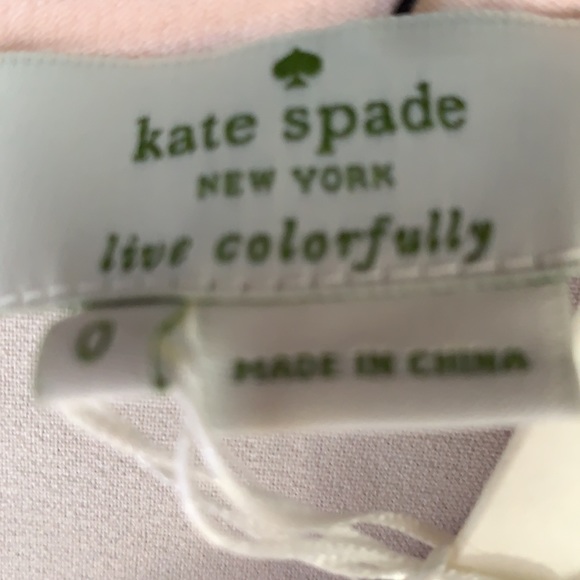 kate spade
NEW YORK
live colorfully
0
MADE IN CHINA